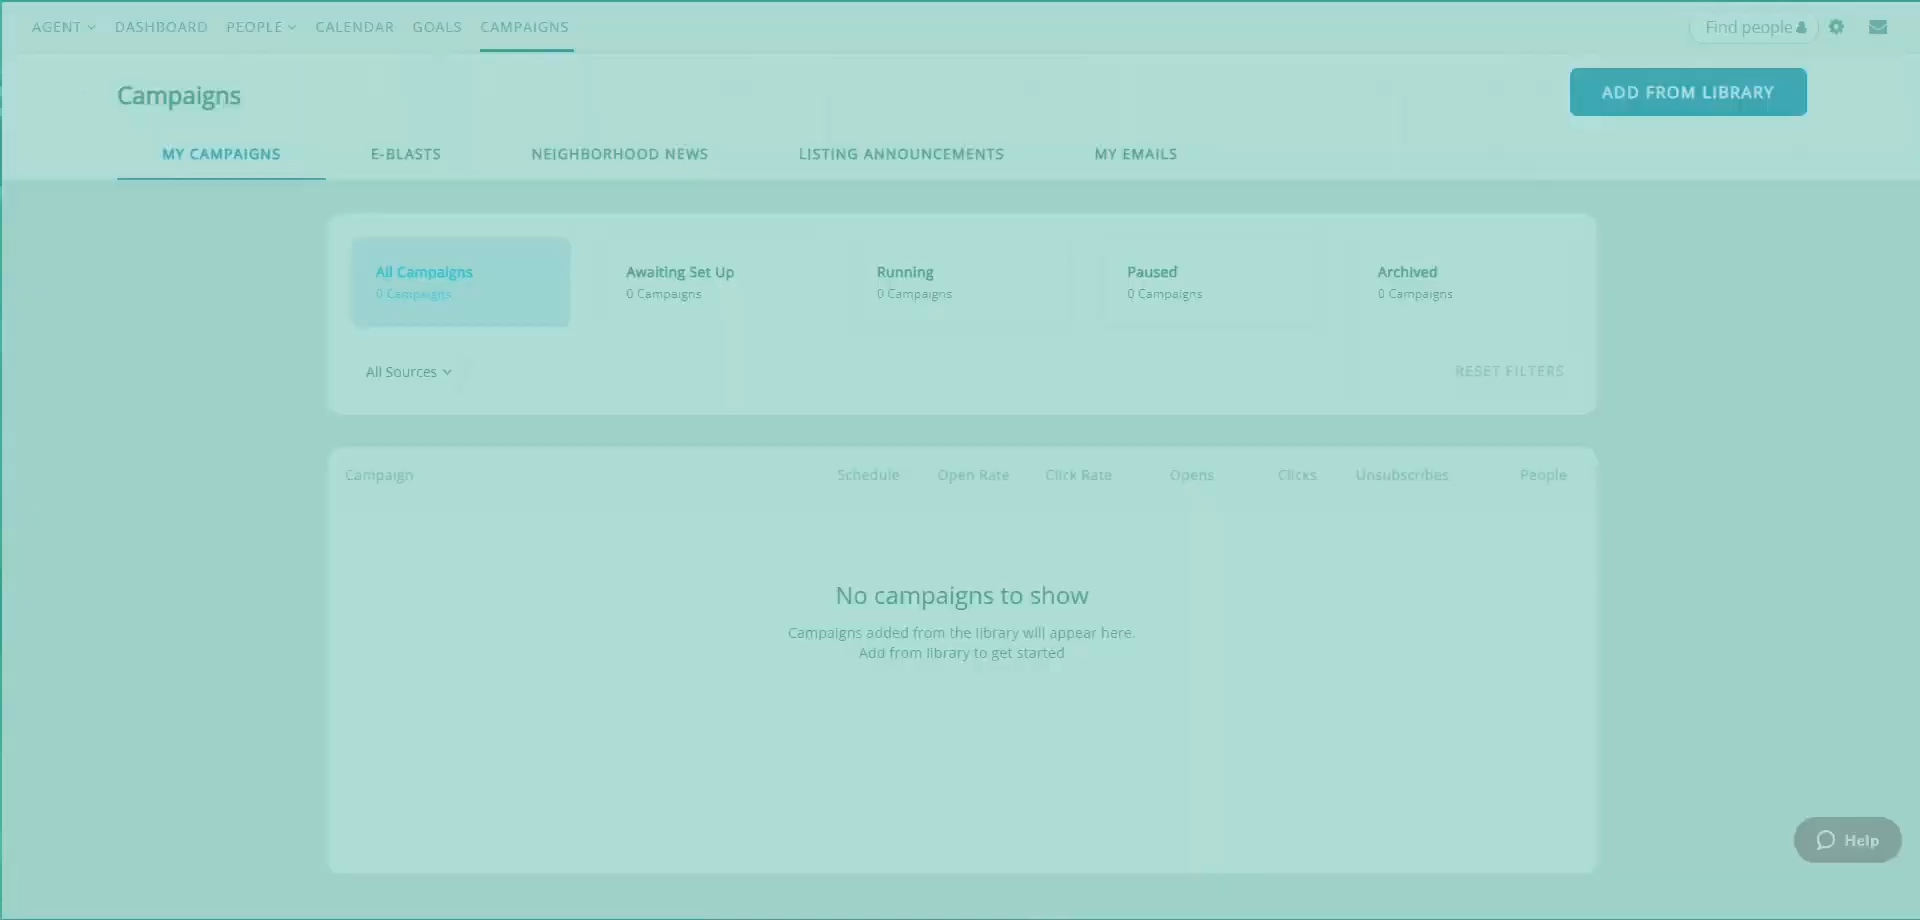 AGENT DASHBOARD PEOPLE CALENDAR GOALS CAMPAIGNS Find people
Campaigns ADD FROM LIBRARY
MY CAMPAIGNS E-BLASTS NEIGHBORHOOD NEWS LISTING ANNOUNCEMENTS MY EMAILS
All Campaigns Awaiting Set Up Running Paused Archived
0 Campaigns 0 Campaigns 0 Campaigns 0 Campaigns 0 Campaigns
All Sources RESET FILTERS
Campaign Schedule Open Rate Click Rate Opens Clicks Unsubscribes People
No campaigns to show
Campaigns added from the library will appear here.
Add from library to get started
Help